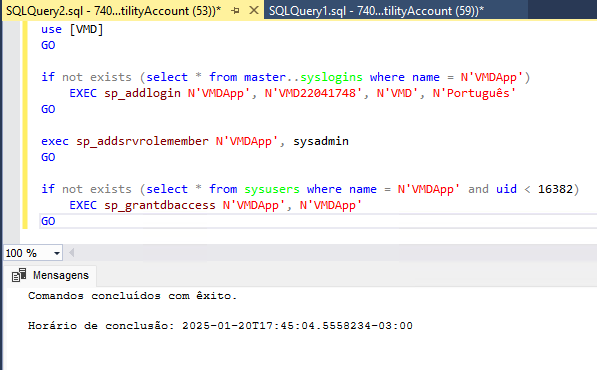 SQLQuery2.sql - 740...tilityAccount (53))*
SQLQuery1.sql - 740...tilityAccount (59))*
use [VMD]
GO
if not exists (select * from master..syslogins where name = N'VMDApp')
EXEC sp_addlogin N'VMDApp', N'VMD22041748', N'VMD', N'Português'
GO
exec sp_addsrvrolemember N'VMDApp', sysadmin
GO
if not exists (select * from sysusers where name = N'VMDApp' and uid < 16382)
EXEC sp_grantdbaccess N'VMDApp', N'VMDApp'
GO
100 %
Mensagens
Comandos concluídos com êxito.
Horário de conclusão: 2025-01-20T17:45:04.5558234-03:00